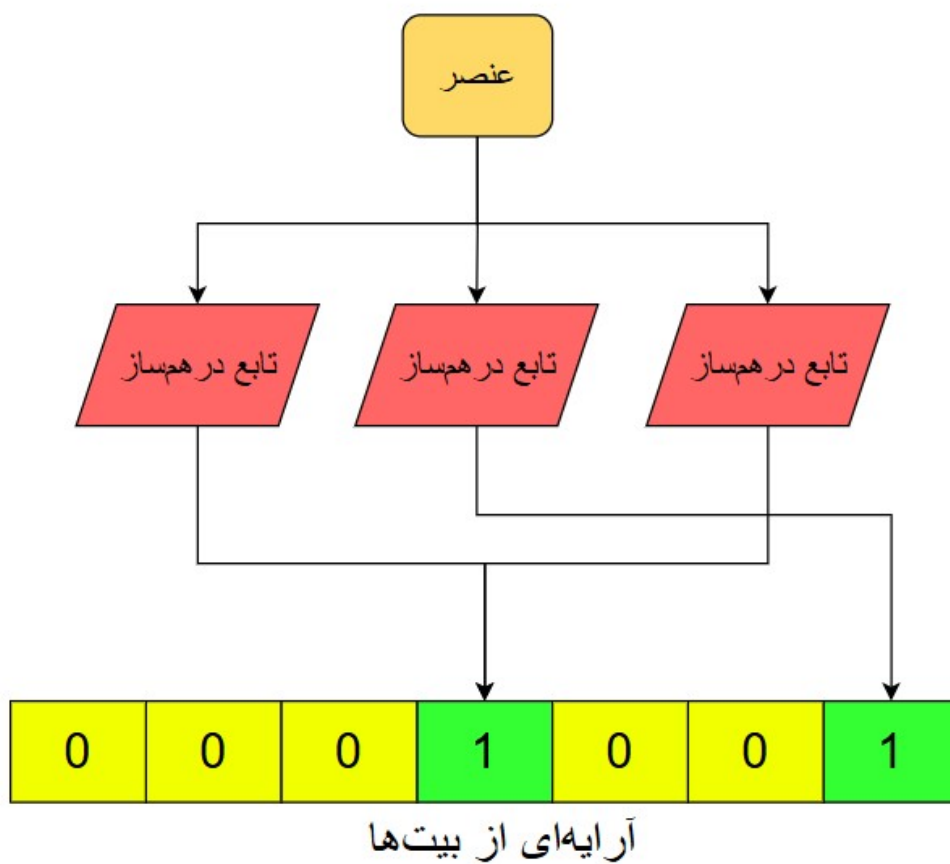 عنصر
تابع درهم‌ساز
تابع درهم‌ساز
تابع درهم‌ساز
0 0 0 1 0 0 1
آرایه‌ای از بیت‌ها